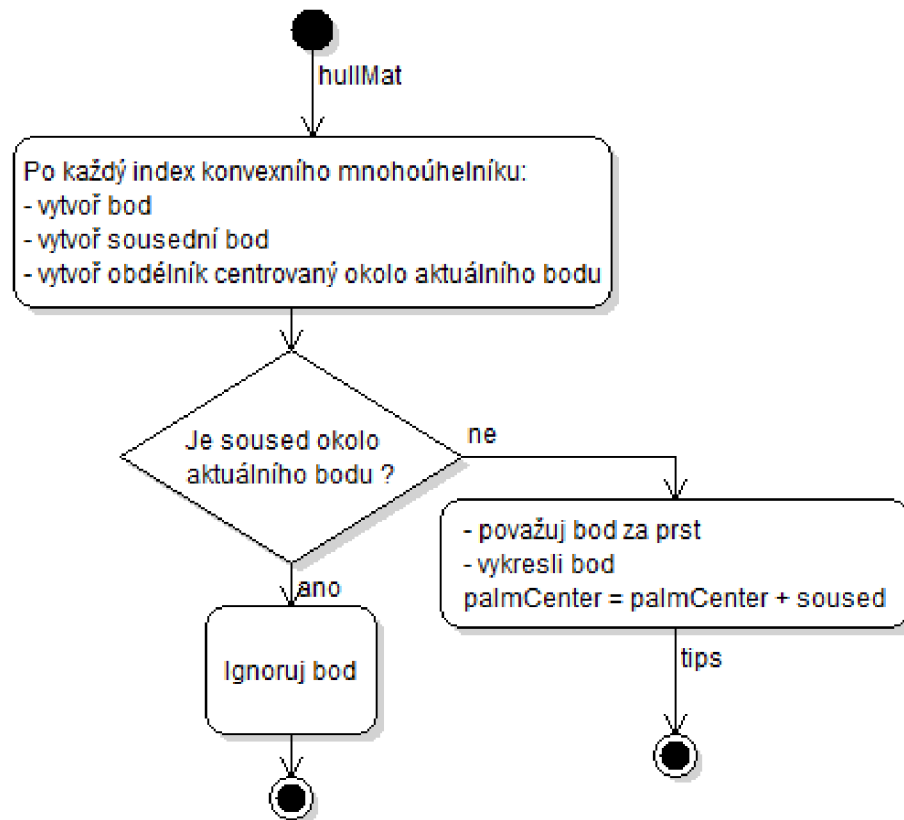 hullMat
Po každý index konvexního mnohoúhelníku:
- vytvoř bod
- vytvoř sousední bod
- vytvoř obdélník centrovaný okolo aktuálního bodu
Je soused okolo
aktuálního bodu ?
ne
- považuj bod za prst
- vykresli bod
palmCenter = palmCenter + soused
ano
Ignoruj bod
tips